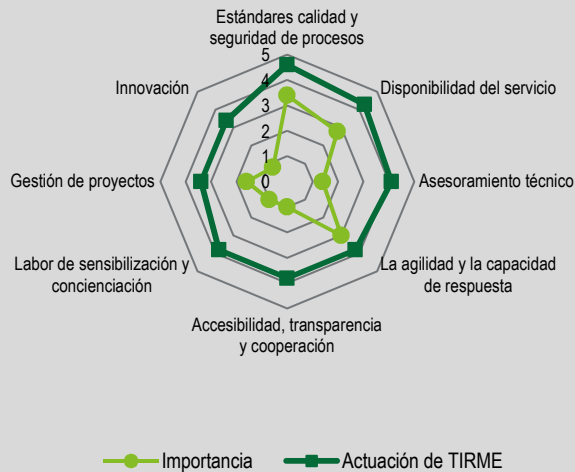 Estándares calidad y
seguridad de procesos
5
4
3
2
1
0
Innovación
Disponibilidad del servicio
Gestión de proyectos
Asesoramiento técnico
Labor de sensibilización y
concienciación
La agilidad y la capacidad
de respuesta
Accesibilidad, transparencia
y cooperación
Importancia
Actuación de TIRME